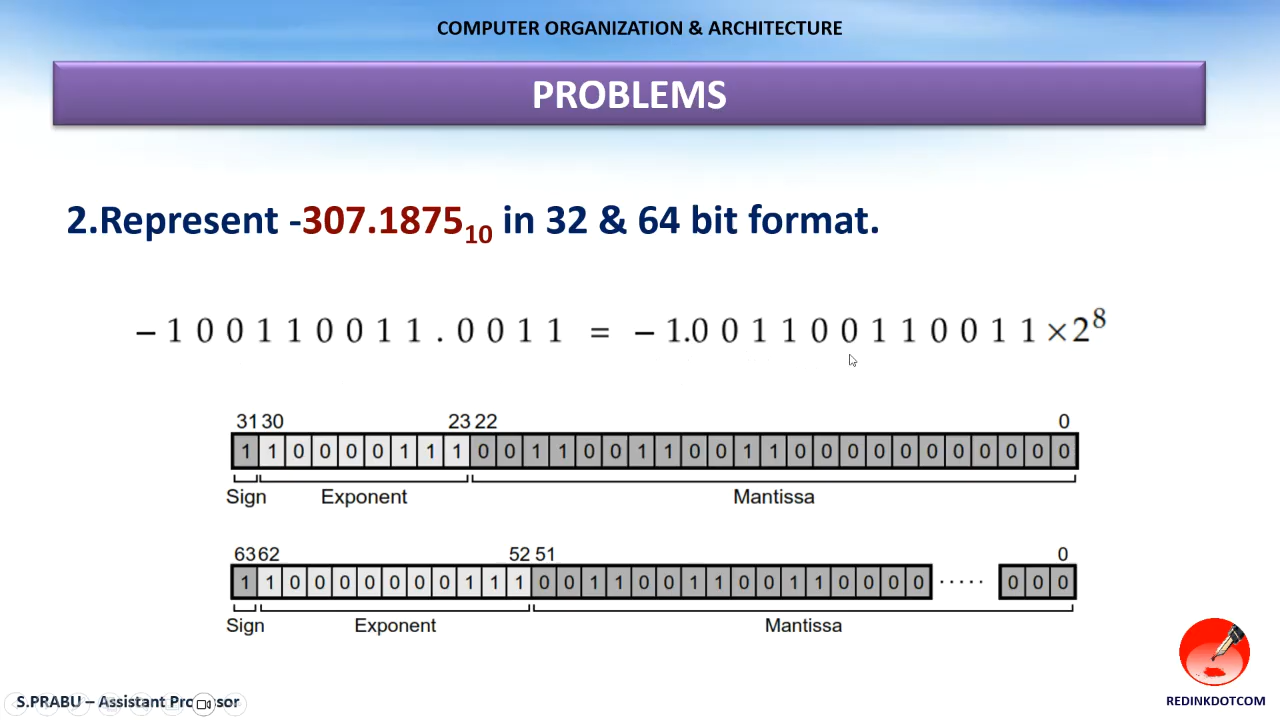 COMPUTER ORGANIZATION & ARCHITECTURE
PROBLEMS
2.Represent -307.1875₁₀ in 32 & 64 bit format.
– 1 0 0 1 1 0 0 1 1 . 0 0 1 1 = – 1.0 0 1 1 0 0 1 1 0 0 1 1 × 2⁸
31 30 23 22 0
1 1 0 0 0 0 1 1 1 0 0 1 1 0 0 1 1 0 0 1 1 0 0 0 0 0 0 0 0 0 0 0
Sign Exponent Mantissa
63 62 52 51 0
1 1 0 0 0 0 0 0 0 1 1 1 0 0 1 1 0 0 1 1 0 0 1 1 0 0 0 0 ····· 0 0 0
Sign Exponent Mantissa
S.PRABU – Assistant Professor
REDINKDOTCOM